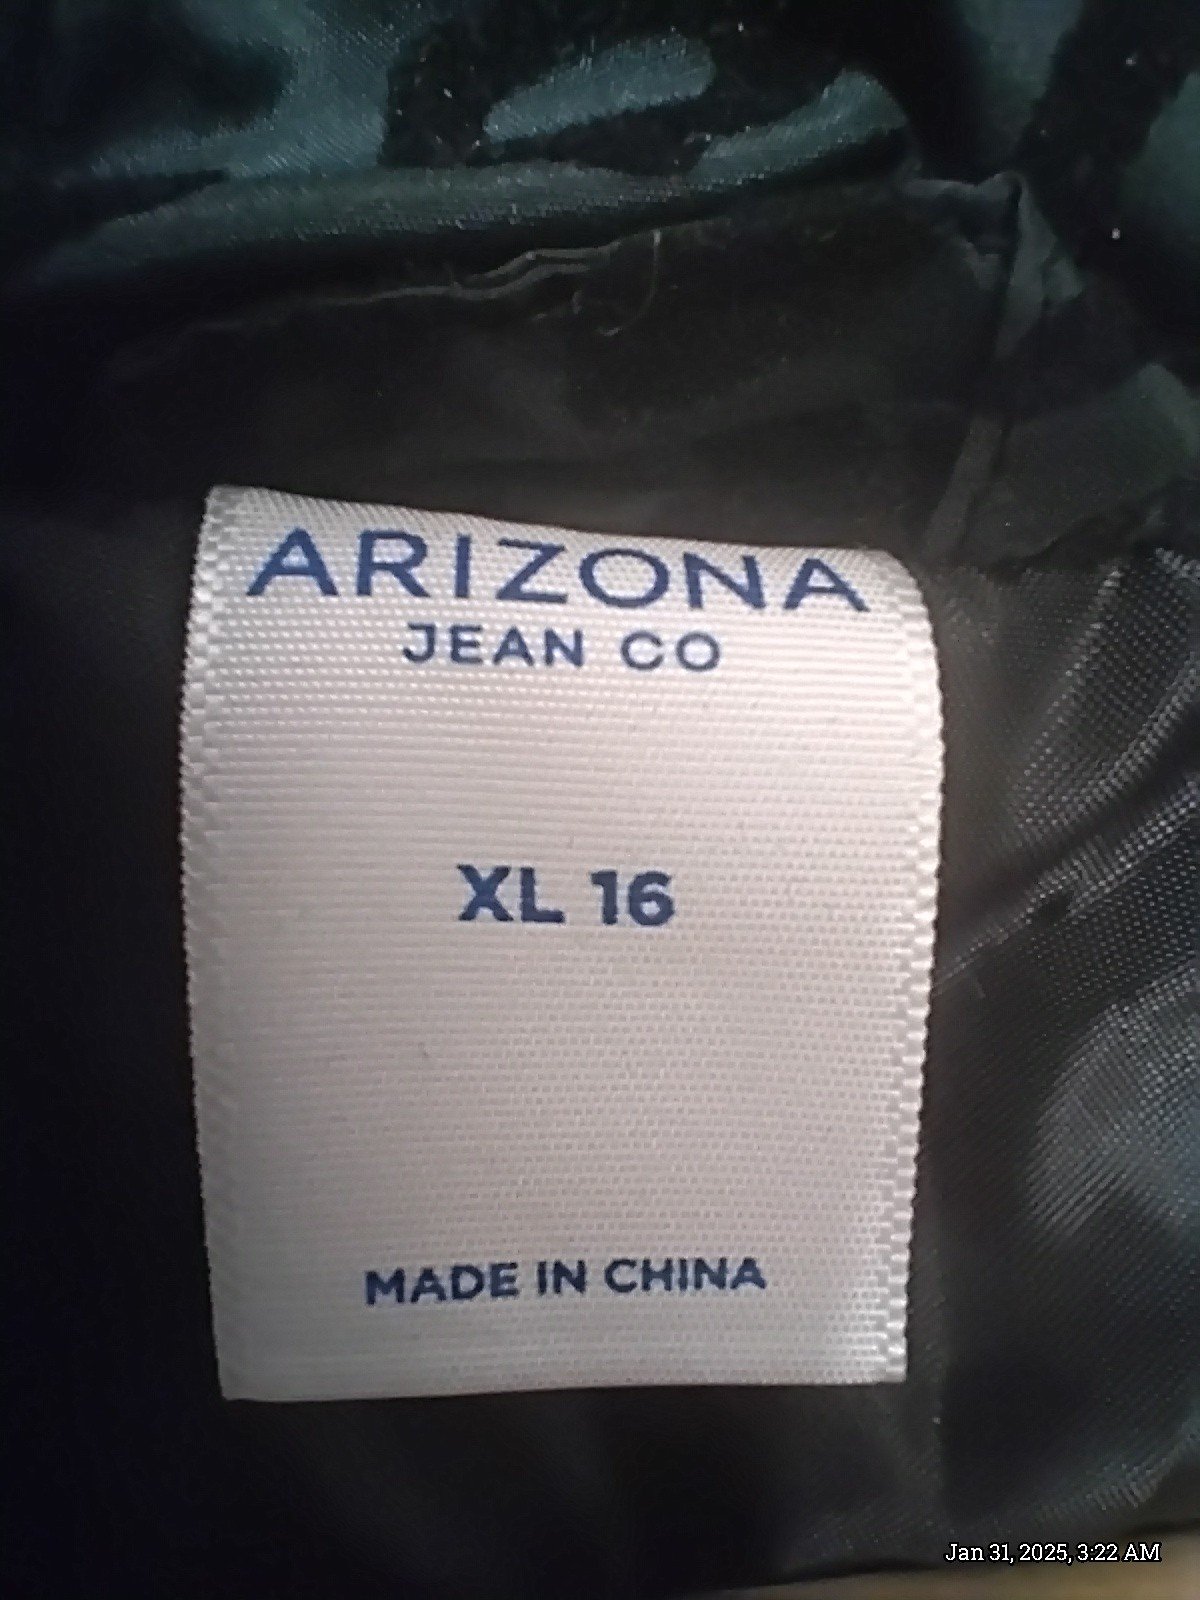 ARIZONA
JEAN CO
XL 16
MADE IN CHINA
Jan 31, 2025, 3:22 AM